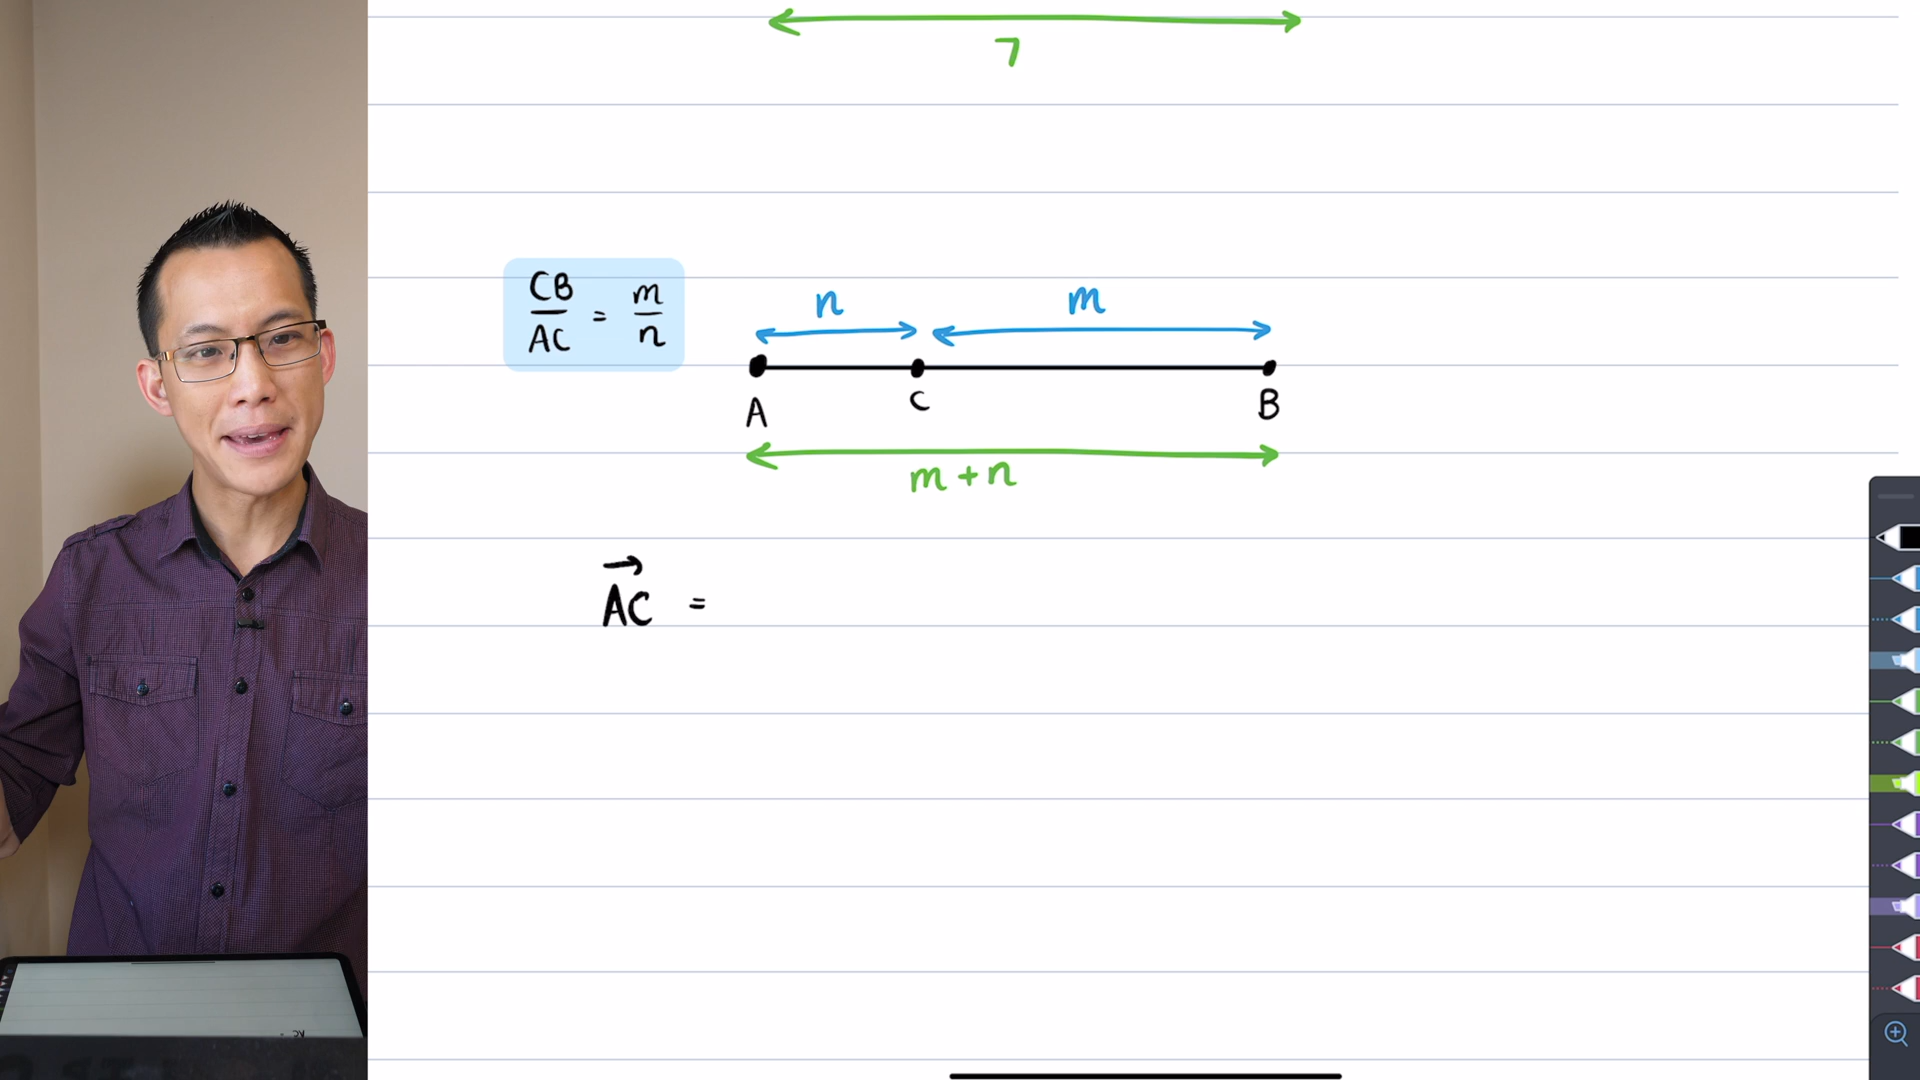 7
CB/AC = m/n
n m
A C B
m + n
→
AC =